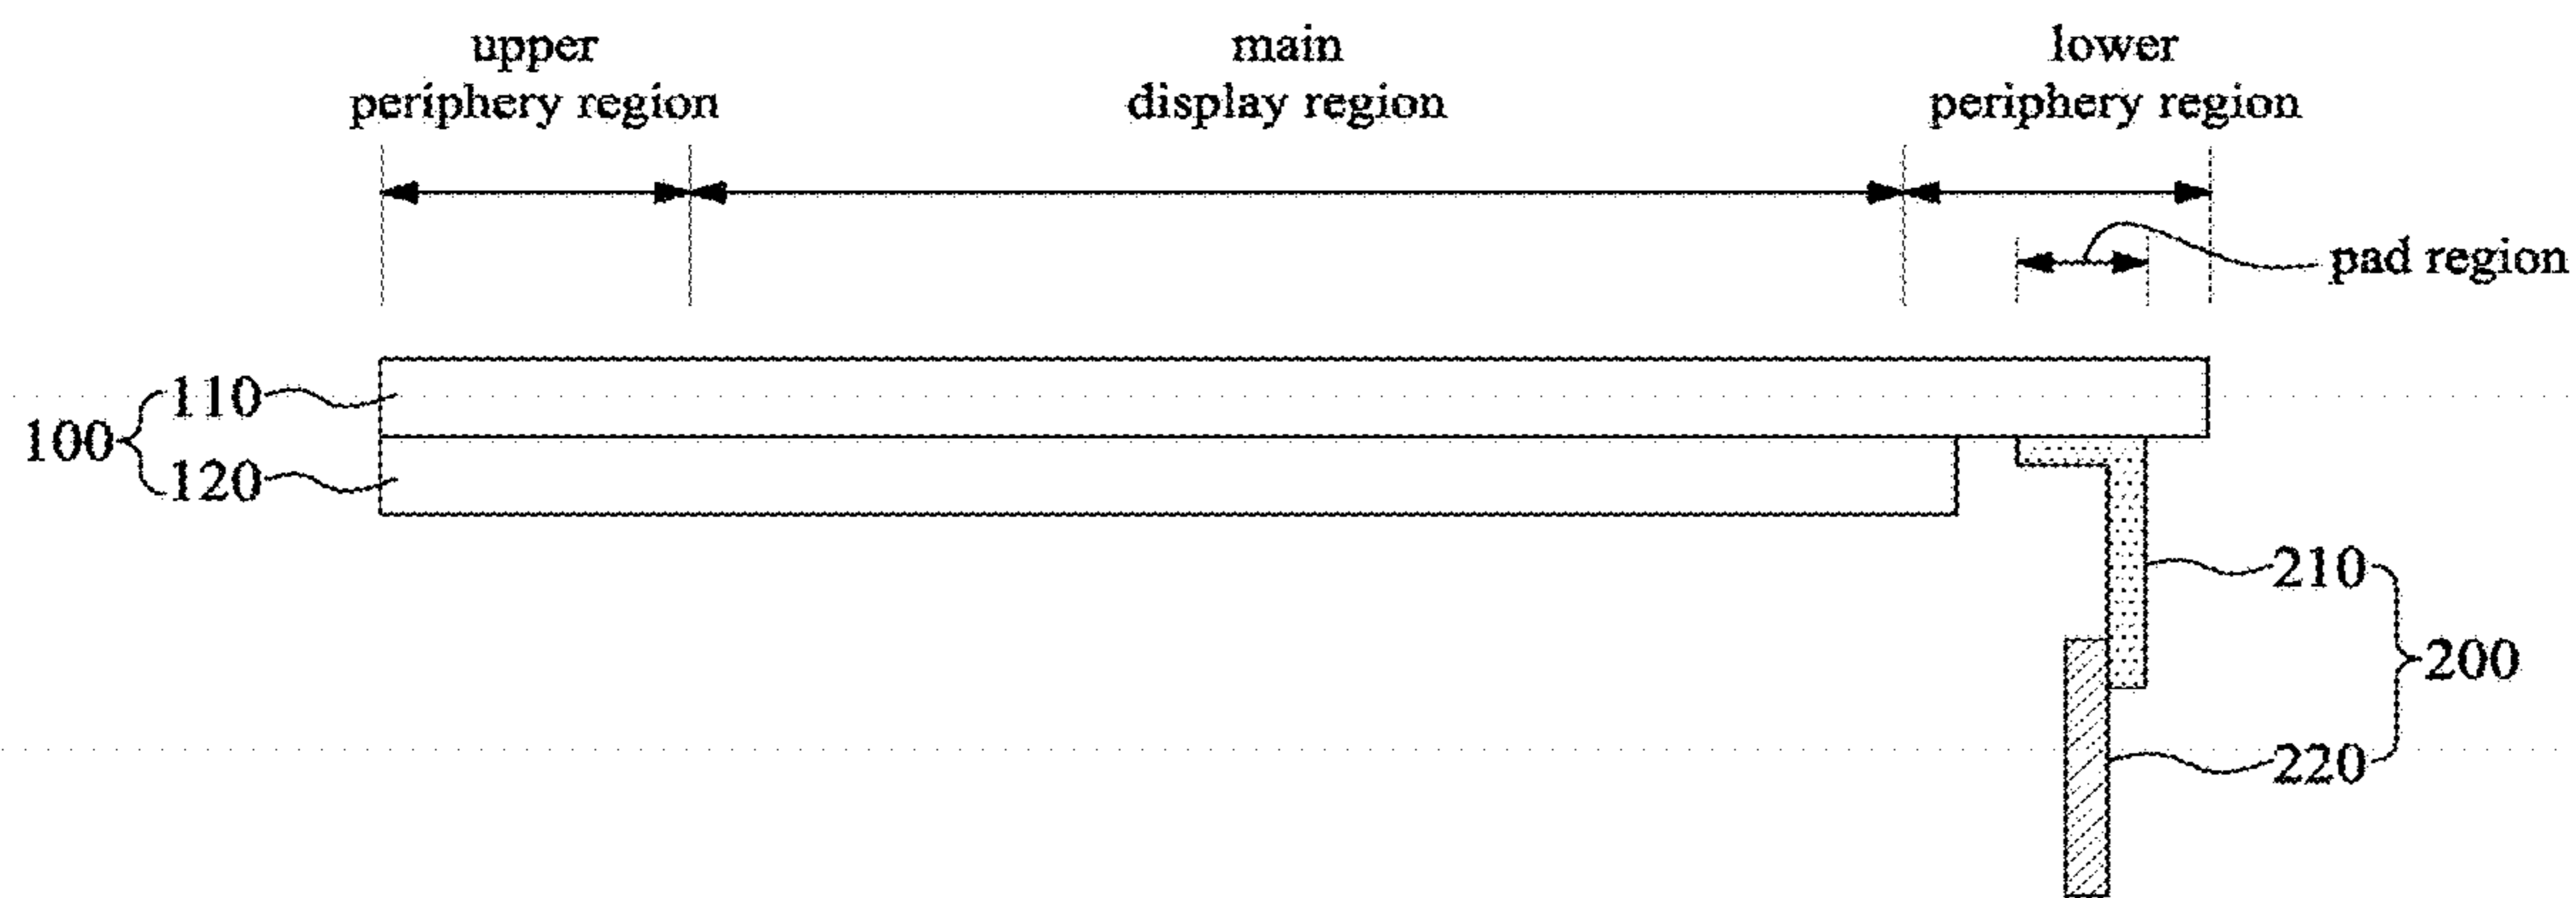 upper
periphery region
main
display region
lower
periphery region
pad region
110
100
120
210
200
220